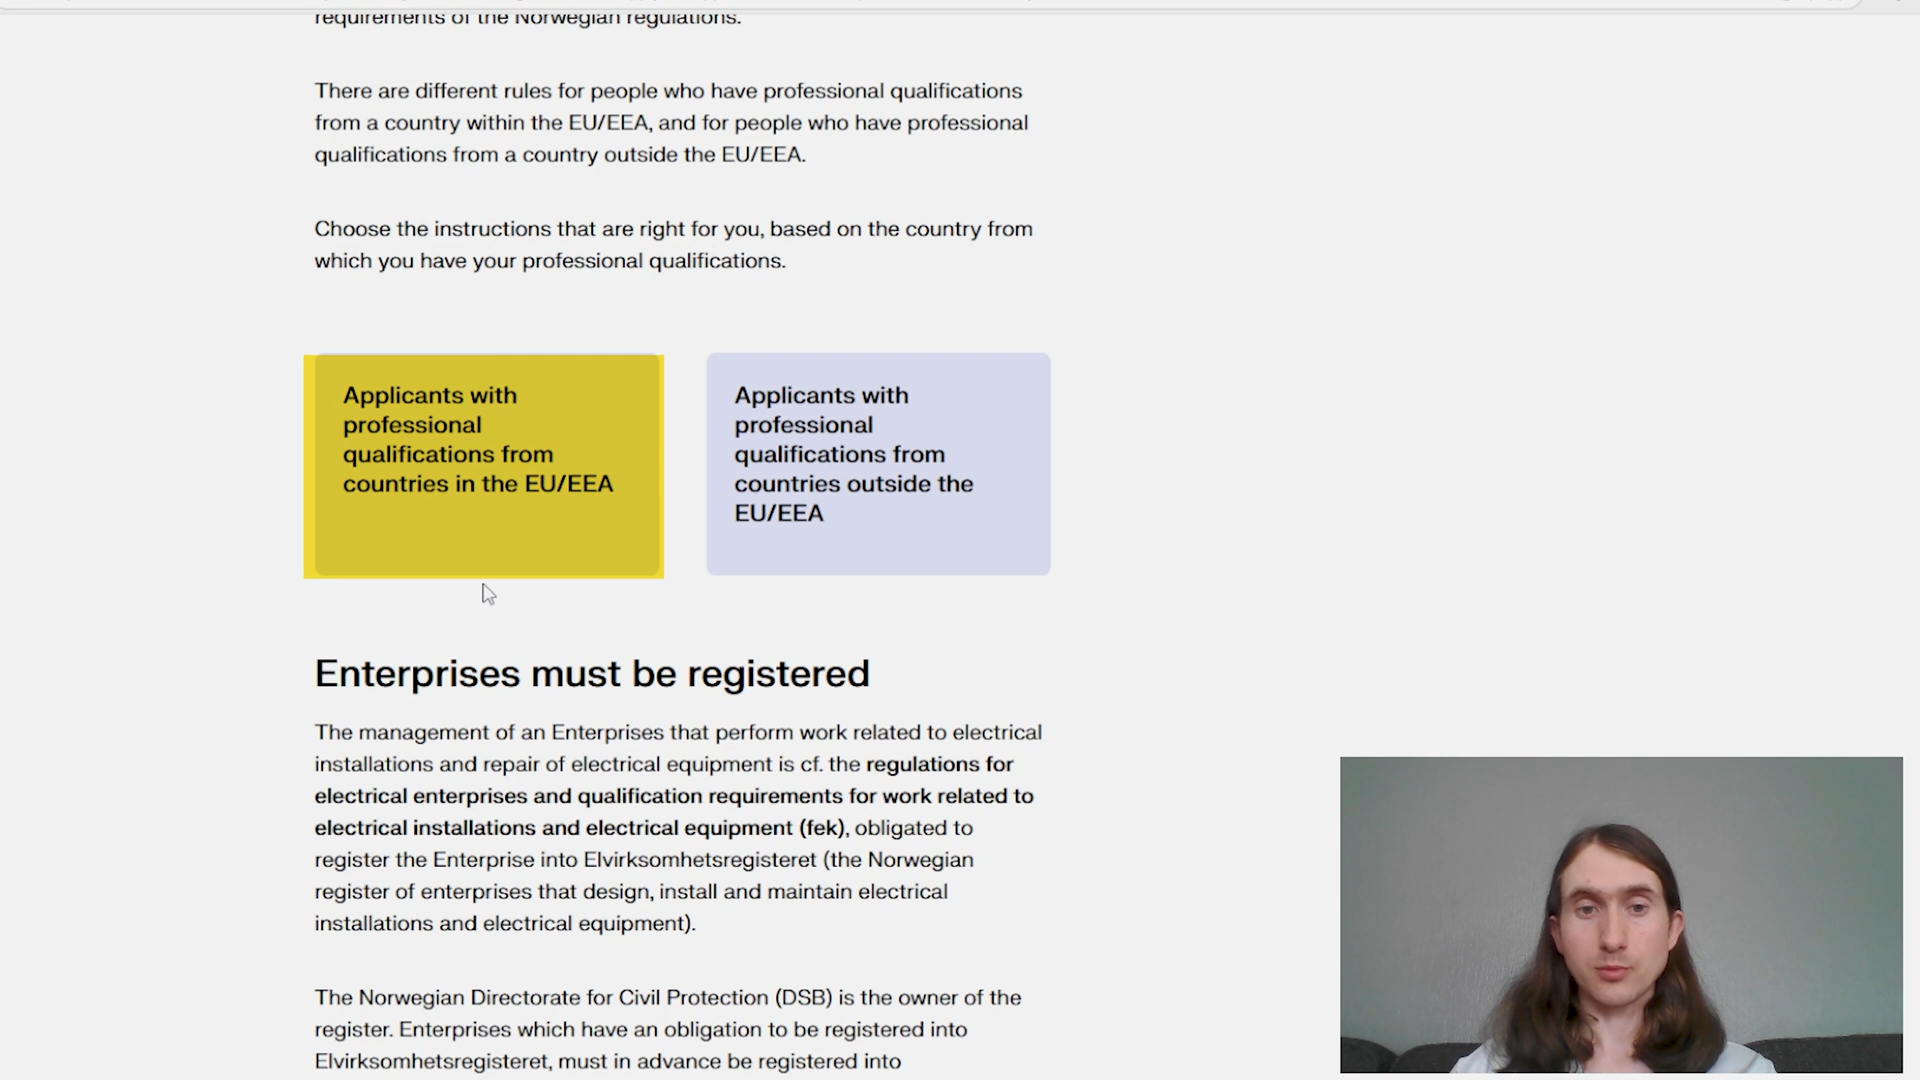 requirements of the Norwegian regulations.
There are different rules for people who have professional qualifications
from a country within the EU/EEA, and for people who have professional
qualifications from a country outside the EU/EEA.
Choose the instructions that are right for you, based on the country from
which you have your professional qualifications.
Applicants with
professional
qualifications from
countries in the EU/EEA
Applicants with
professional
qualifications from
countries outside the
EU/EEA
Enterprises must be registered
The management of an Enterprises that perform work related to electrical
installations and repair of electrical equipment is cf. the regulations for
electrical enterprises and qualification requirements for work related to
electrical installations and electrical equipment (fek), obligated to
register the Enterprise into Elvirksomhetsregisteret (the Norwegian
register of enterprises that design, install and maintain electrical
installations and electrical equipment).
The Norwegian Directorate for Civil Protection (DSB) is the owner of the
register. Enterprises which have an obligation to be registered into
Elvirksomhetsregisteret, must in advance be registered into